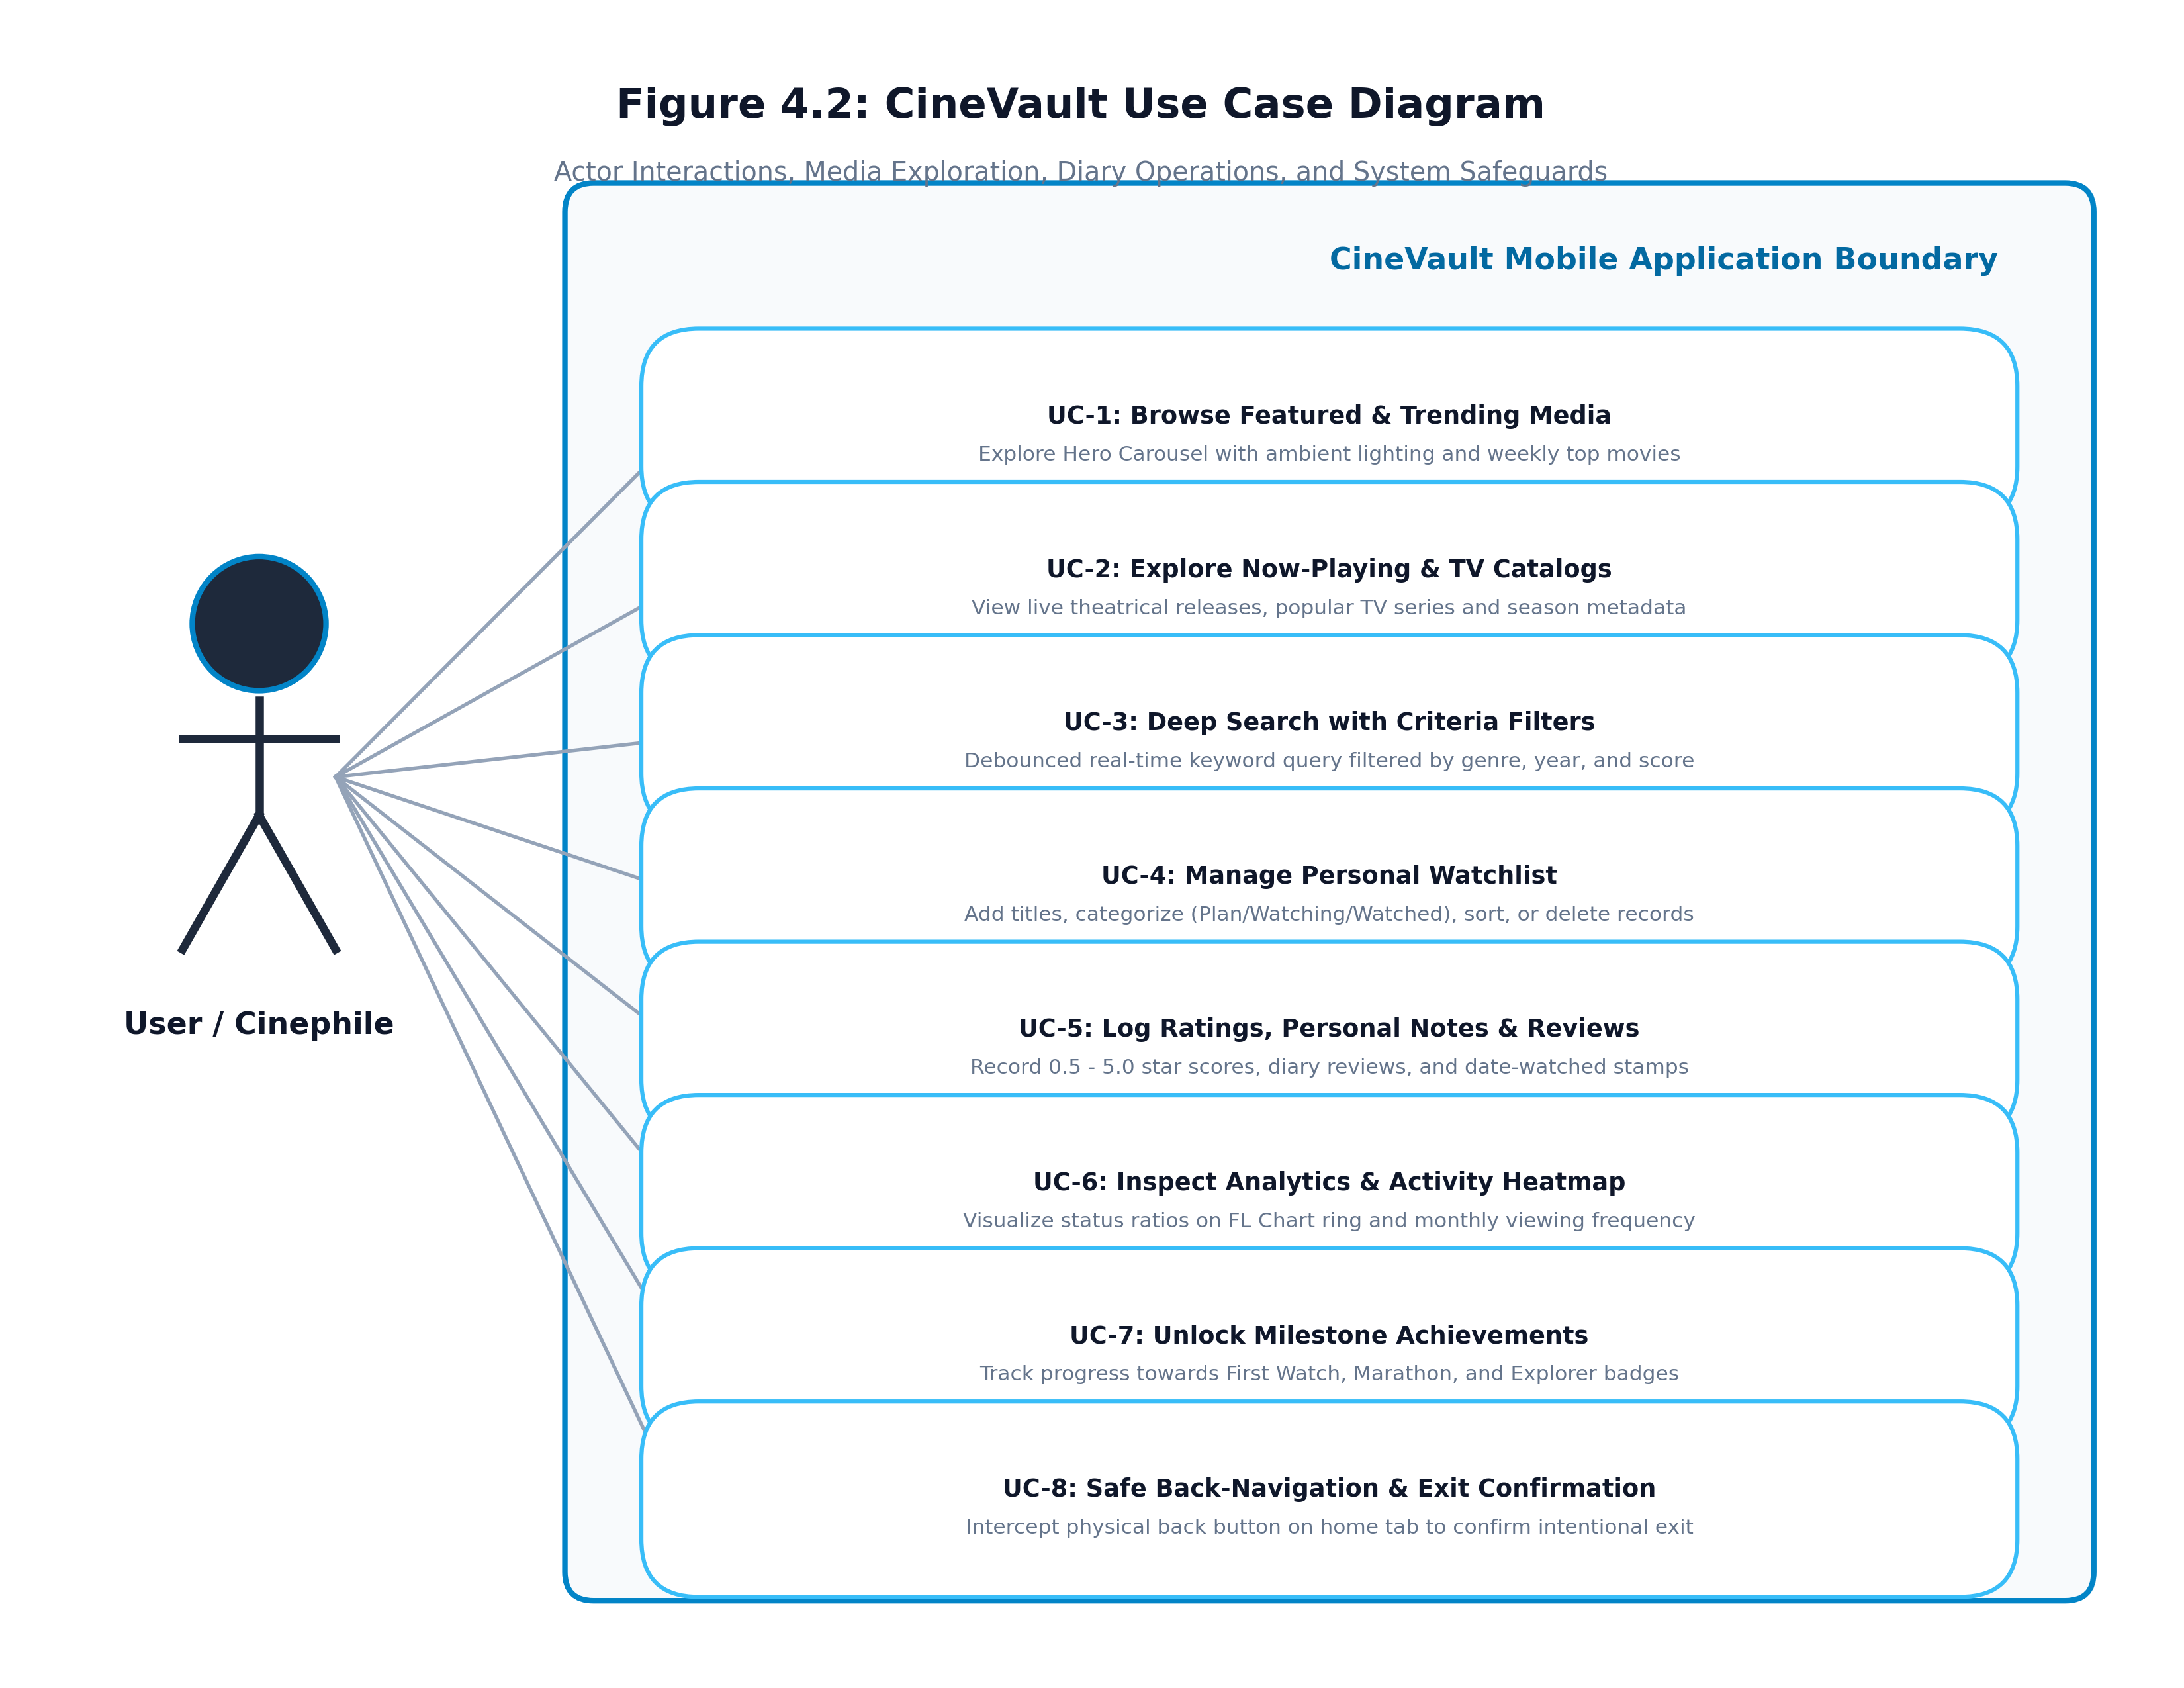 Figure 4.2: CineVault Use Case Diagram
Actor Interactions, Media Exploration, Diary Operations, and System Safeguards
CineVault Mobile Application Boundary
UC-1: Browse Featured & Trending Media
Explore Hero Carousel with ambient lighting and weekly top movies
UC-2: Explore Now-Playing & TV Catalogs
View live theatrical releases, popular TV series and season metadata
UC-3: Deep Search with Criteria Filters
Debounced real-time keyword query filtered by genre, year, and score
UC-4: Manage Personal Watchlist
Add titles, categorize (Plan/Watching/Watched), sort, or delete records
User / Cinephile
UC-5: Log Ratings, Personal Notes & Reviews
Record 0.5 - 5.0 star scores, diary reviews, and date-watched stamps
UC-6: Inspect Analytics & Activity Heatmap
Visualize status ratios on FL Chart ring and monthly viewing frequency
UC-7: Unlock Milestone Achievements
Track progress towards First Watch, Marathon, and Explorer badges
UC-8: Safe Back-Navigation & Exit Confirmation
Intercept physical back button on home tab to confirm intentional exit